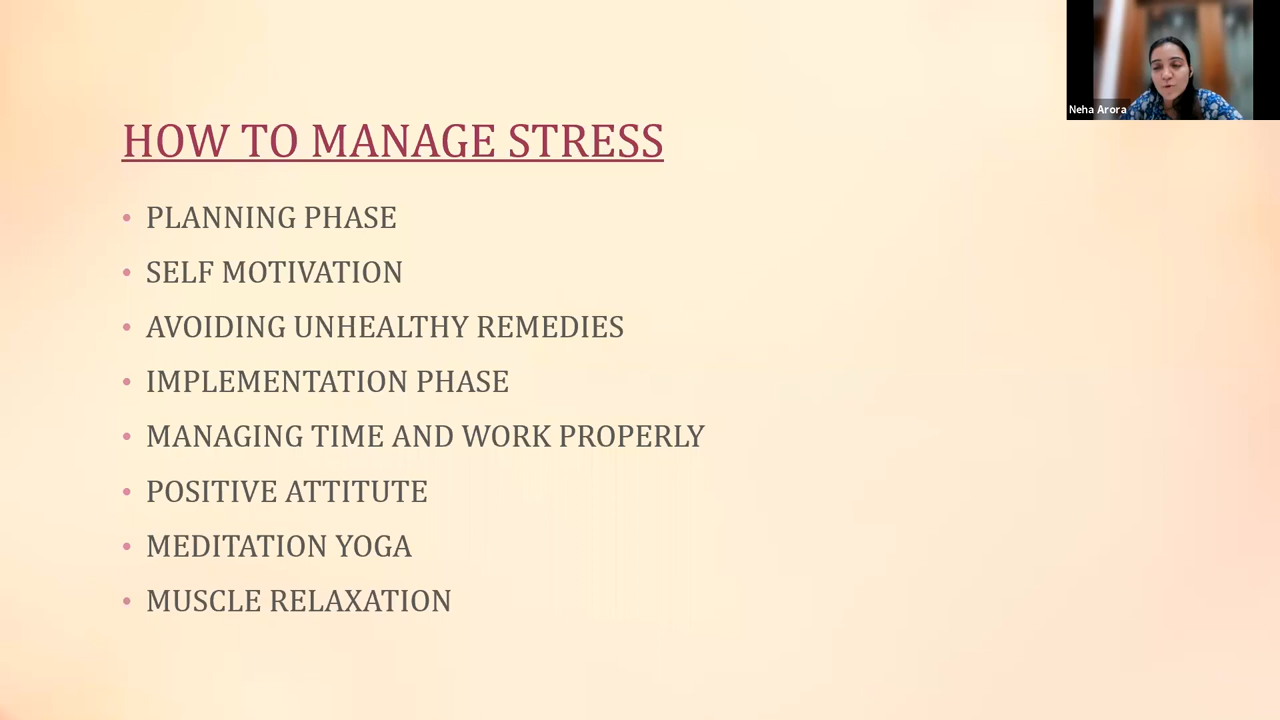 HOW TO MANAGE STRESS
• PLANNING PHASE
• SELF MOTIVATION
• AVOIDING UNHEALTHY REMEDIES
• IMPLEMENTATION PHASE
• MANAGING TIME AND WORK PROPERLY
• POSITIVE ATTITUTE
• MEDITATION YOGA
• MUSCLE RELAXATION
Neha Arora